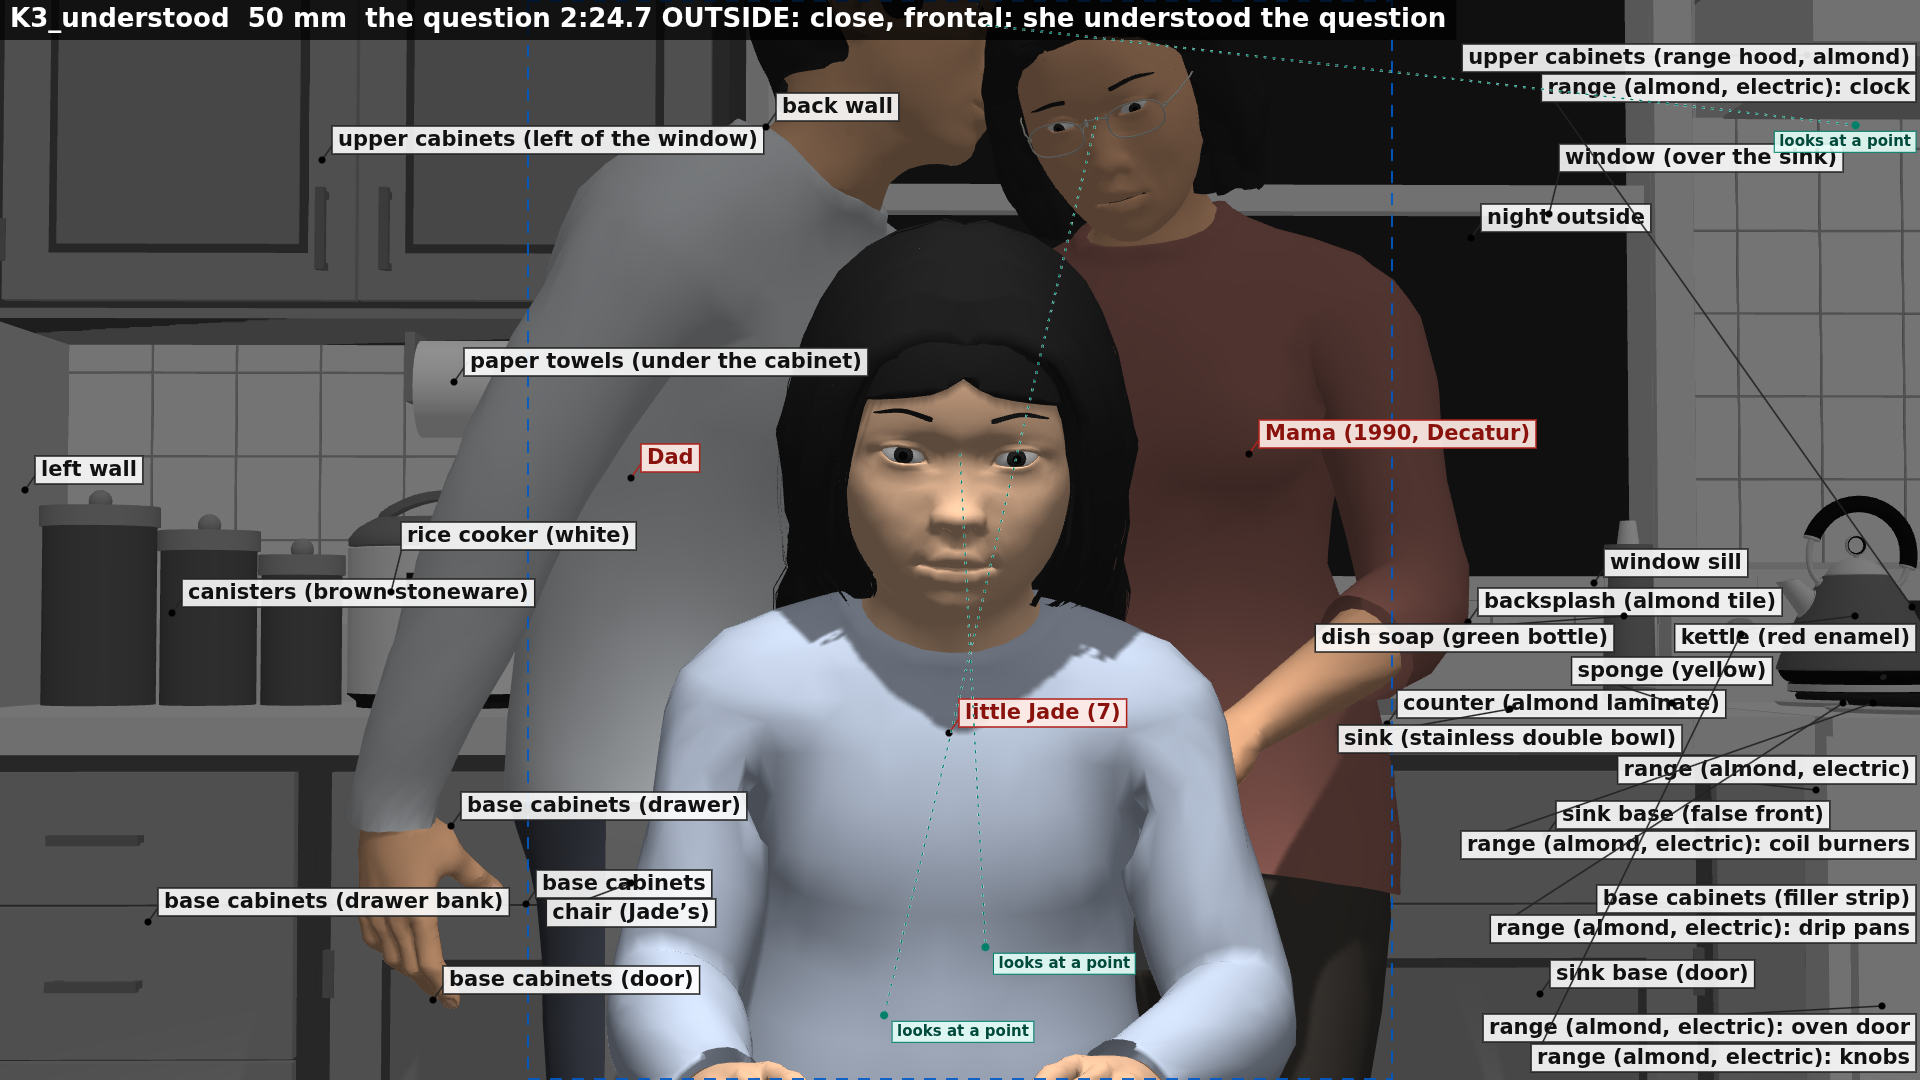 K3_understood 50 mm the question 2:24.7 OUTSIDE: close, frontal: she understood the question
upper cabinets (range hood, almond)
range (almond, electric): clock
back wall
upper cabinets (left of the window)
looks at a point
window (over the sink)
night outside
paper towels (under the cabinet)
Mama (1990, Decatur)
Dad
left wall
rice cooker (white)
window sill
canisters (brown stoneware)
backsplash (almond tile)
dish soap (green bottle)
kettle (red enamel)
sponge (yellow)
counter (almond laminate)
little Jade (7)
sink (stainless double bowl)
range (almond, electric)
base cabinets (drawer)
sink base (false front)
range (almond, electric): coil burners
base cabinets
base cabinets (drawer bank)
chair (Jade’s)
base cabinets (filler strip)
range (almond, electric): drip pans
looks at a point
base cabinets (door)
sink base (door)
looks at a point
range (almond, electric): oven door
range (almond, electric): knobs